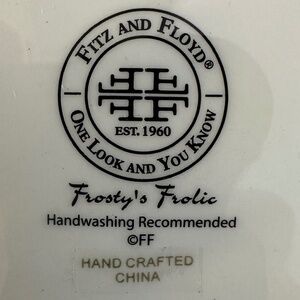 FITZ AND FLOYD®
EST. 1960
ONE LOOK AND YOU KNOW
Frosty's Frolic
Handwashing Recommended
©FF
HAND CRAFTED
CHINA